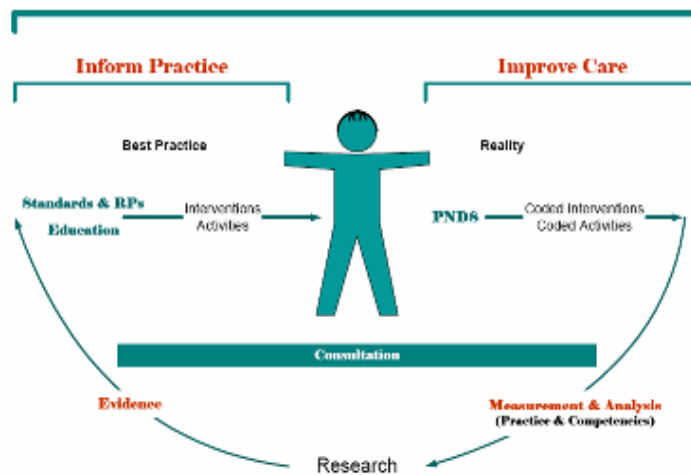 Inform Practice
Improve Care
Best Practice
Reality
Standards & RPs
Education
Interventions
Activities
PNDS
Coded Interventions
Coded Activities
Consultation
Evidence
Measurement & Analysis
(Practice & Competencies)
Research